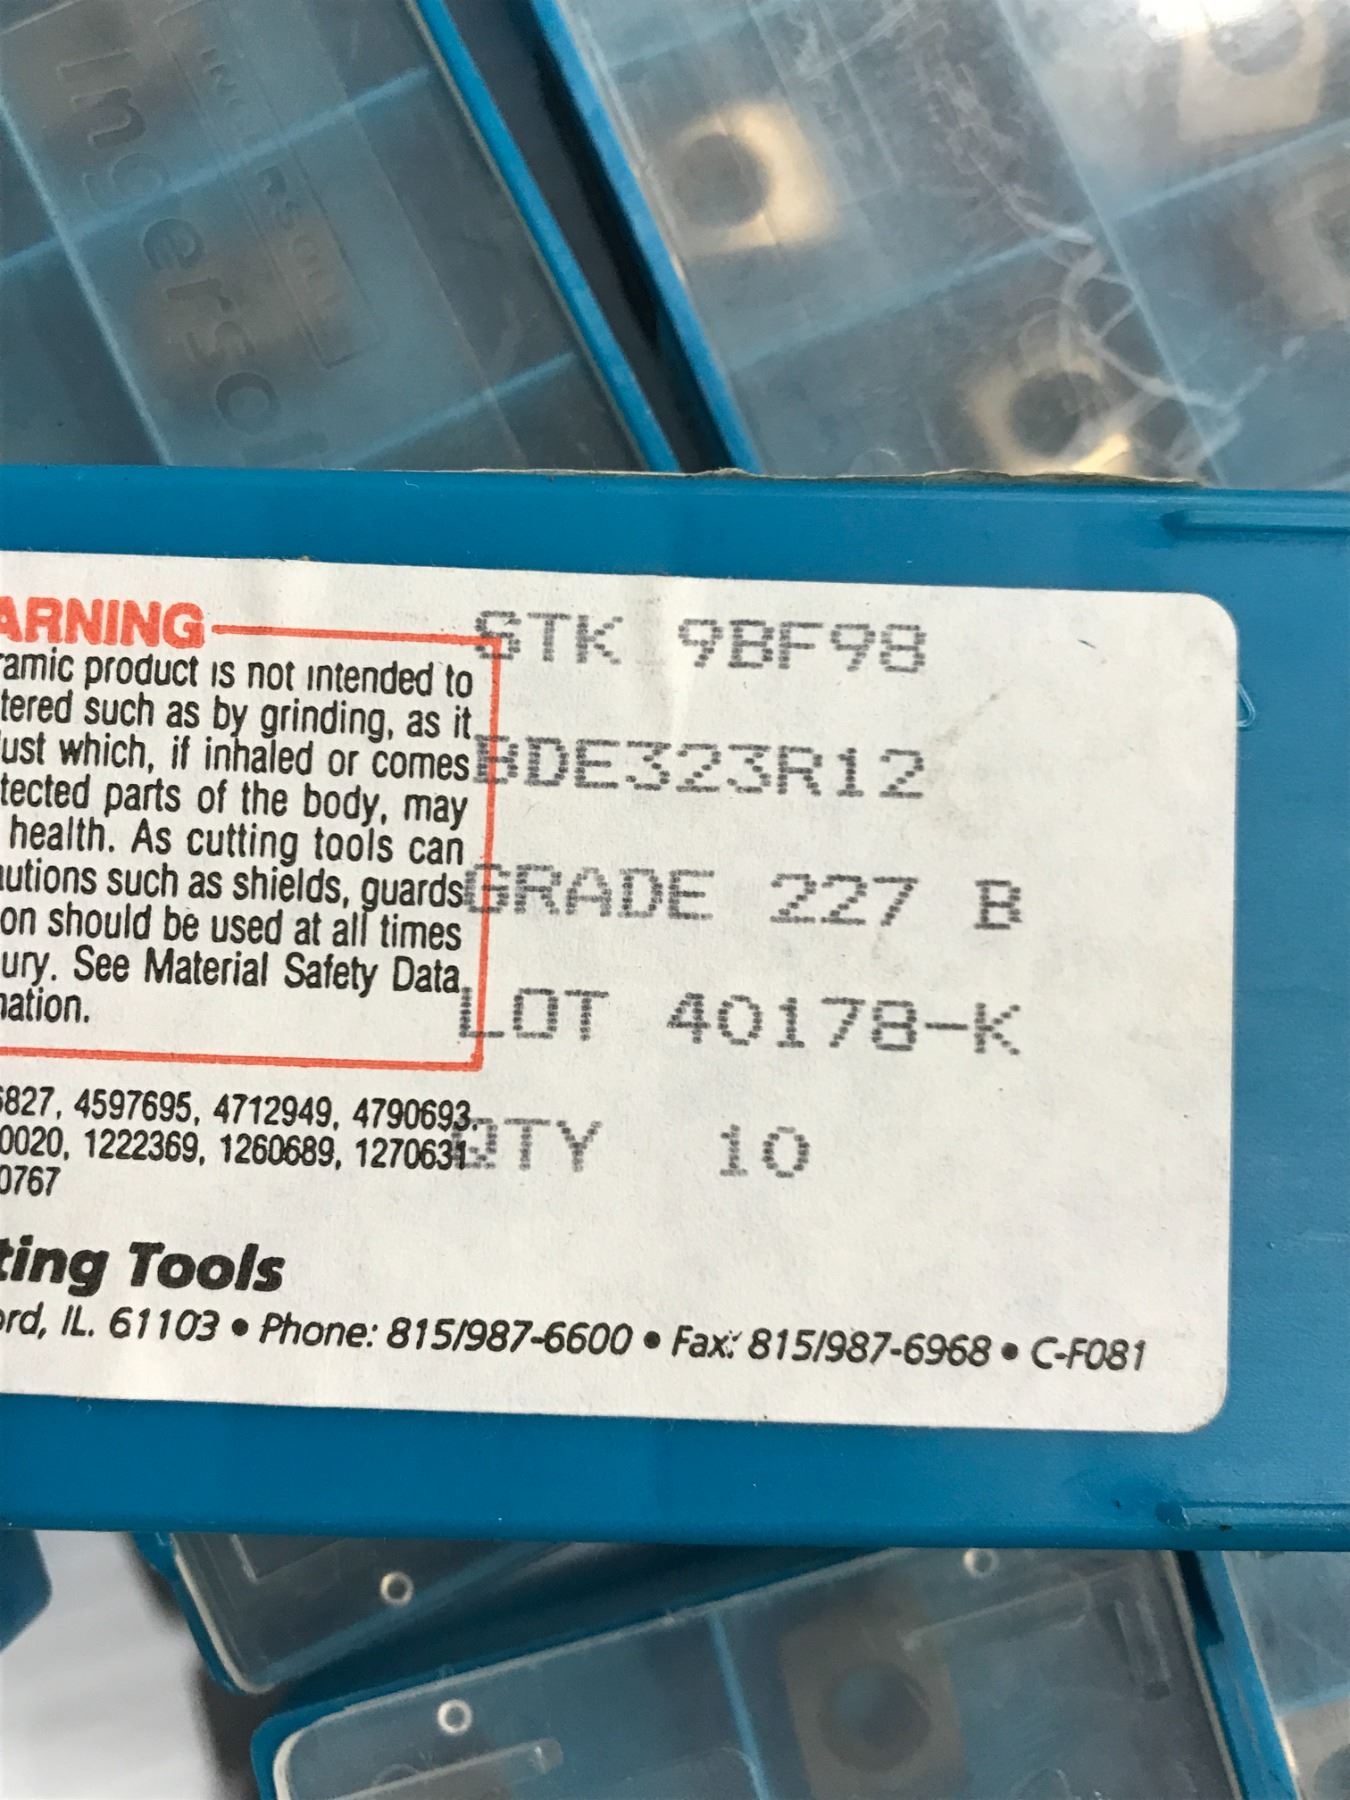 Ingersol
STK 9BF98
BDE323R12
GRADE 227 B
LOT 40178-K
QTY 10
ARNING
ramic product is not intended to
tered such as by grinding, as it
ust which, if inhaled or comes
tected parts of the body, may
health. As cutting tools can
utions such as shields, guards
on should be used at all times
ury. See Material Safety Data
nation.
6827, 4597695, 4712949, 4790693.
0020, 1222369, 1260689, 1270631
0767
ting Tools
ord, IL. 61103 • Phone: 815/987-6600 • Fax: 815/987-6968 • C-F081